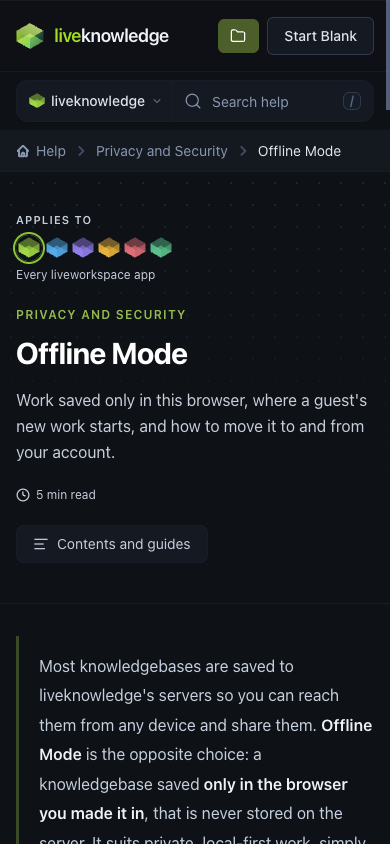 liveknowledge
Start Blank
liveknowledge
Search help
/
Help
Privacy and Security
Offline Mode
APPLIES TO
Every liveworkspace app
PRIVACY AND SECURITY
Offline Mode
Work saved only in this browser, where a guest's
new work starts, and how to move it to and from
your account.
5 min read
Contents and guides
Most knowledgebases are saved to
liveknowledge's servers so you can reach
them from any device and share them. Offline
Mode is the opposite choice: a
knowledgebase saved only in the browser
you made it in, that is never stored on the
server. It suits private, local-first work, simply